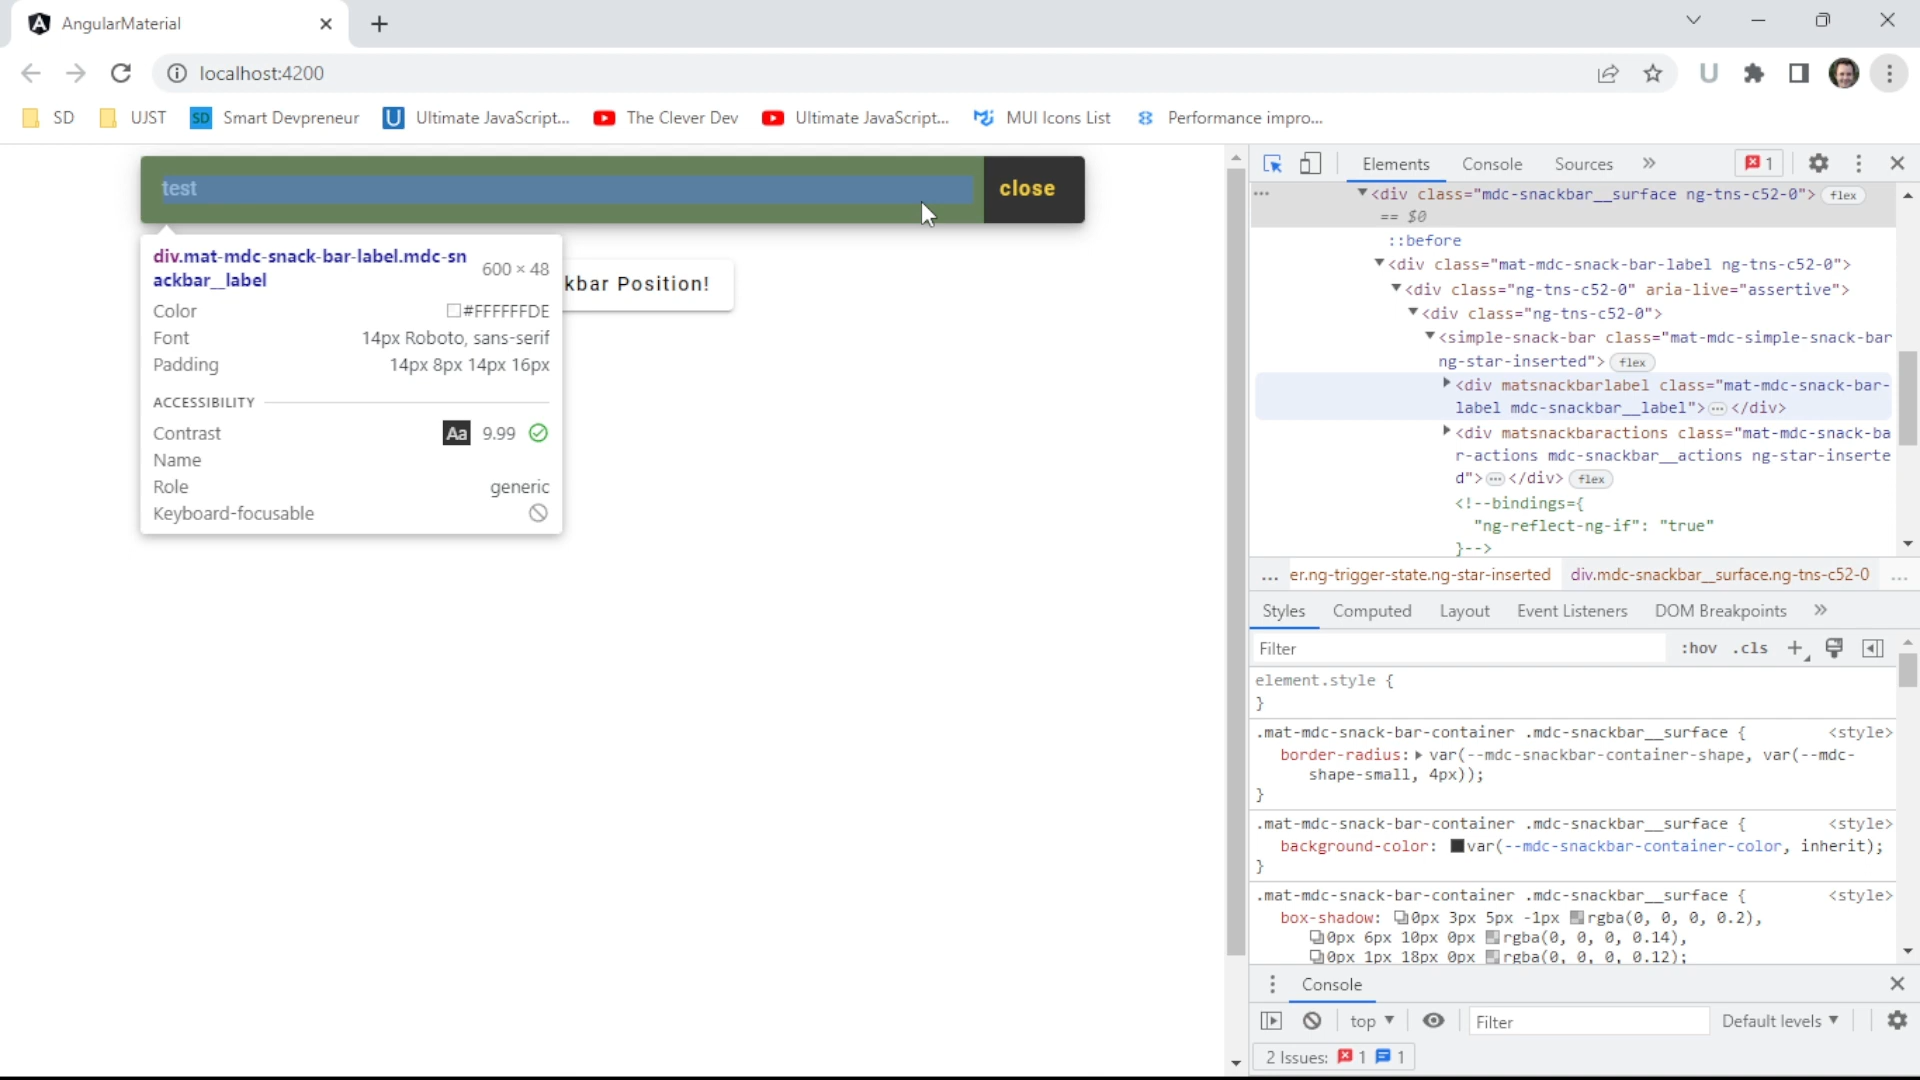 AngularMaterial
localhost:4200
SD UJST Smart Devpreneur Ultimate JavaScript... The Clever Dev Ultimate JavaScript... MUI Icons List Performance impro...
test close
kbar Position!
div.mat-mdc-snack-bar-label.mdc-sn
ackbar__label
600 × 48
Color #FFFFFFDE
Font 14px Roboto, sans-serif
Padding 14px 8px 14px 16px
ACCESSIBILITY
Contrast Aa 9.99
Name
Role generic
Keyboard-focusable
Elements Console Sources » 1
<div class="mdc-snackbar__surface ng-tns-c52-0"> flex
== $0
::before
<div class="mat-mdc-snack-bar-label ng-tns-c52-0">
<div class="ng-tns-c52-0" aria-live="assertive">
<div class="ng-tns-c52-0">
<simple-snack-bar class="mat-mdc-simple-snack-bar
ng-star-inserted"> flex
<div matsnackbarlabel class="mat-mdc-snack-bar-
label mdc-snackbar__label"> … </div>
<div matsnackbaractions class="mat-mdc-snack-ba
r-actions mdc-snackbar__actions ng-star-inserte
d"> … </div> flex
<!--bindings={
"ng-reflect-ng-if": "true"
}-->
... er.ng-trigger-state.ng-star-inserted div.mdc-snackbar__surface.ng-tns-c52-0 ...
Styles Computed Layout Event Listeners DOM Breakpoints »
Filter :hov .cls
element.style {
}
.mat-mdc-snack-bar-container .mdc-snackbar__surface { <style>
border-radius: var(--mdc-snackbar-container-shape, var(--mdc-
shape-small, 4px));
}
.mat-mdc-snack-bar-container .mdc-snackbar__surface { <style>
background-color: var(--mdc-snackbar-container-color, inherit);
}
.mat-mdc-snack-bar-container .mdc-snackbar__surface { <style>
box-shadow: 0px 3px 5px -1px rgba(0, 0, 0, 0.2),
0px 6px 10px 0px rgba(0, 0, 0, 0.14),
0px 1px 18px 0px rgba(0, 0, 0, 0.12);
Console
top Filter Default levels
2 Issues: 1 1